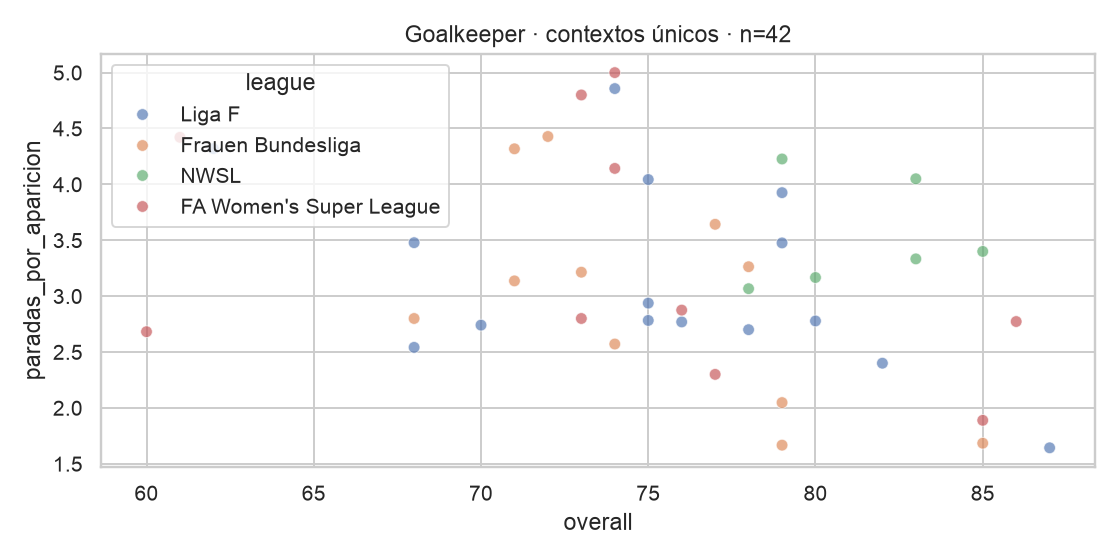 Goalkeeper · contextos únicos · n=42
league
Liga F
Frauen Bundesliga
NWSL
FA Women's Super League
paradas_por_aparicion
5.0
4.5
4.0
3.5
3.0
2.5
2.0
1.5
60 65 70 75 80 85
overall